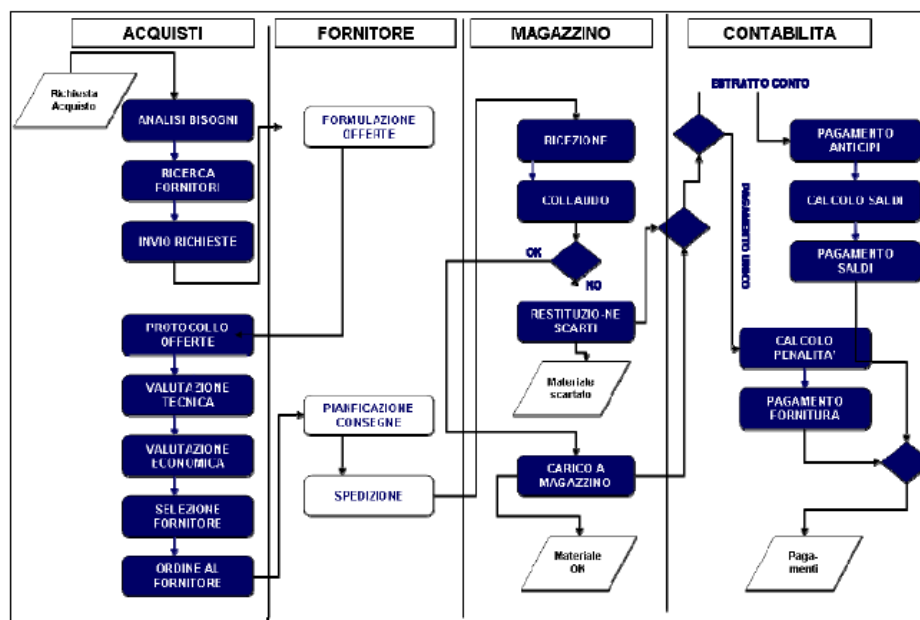 ACQUISTI
FORNITORE
MAGAZZINO
CONTABILITA
Richiesta
Acquisto
ANALISI BISOGNI
RICERCA
FORNITORI
INVIO RICHIESTE
PROTOCOLLO
OFFERTE
VALUTAZIONE
TECNICA
VALUTAZIONE
ECONOMICA
SELEZIONE
FORNITORE
ORDINE AL
FORNITORE
FORMULAZIONE
OFFERTE
PIANIFICAZIONE
CONSEGNE
SPEDIZIONE
RICEZIONE
COLLAUDO
OK
NO
RESTITUZIO-NE
SCARTI
Materiale
scartato
CARICO A
MAGAZZINO
Materiale
OK
ESTRATTO CONTO
PAGAMENTO UNICO
PAGAMENTO
ANTICIPI
CALCOLO SALDI
PAGAMENTO
SALDI
CALCOLO
PENALITA'
PAGAMENTO
FORNITURA
Paga-
menti